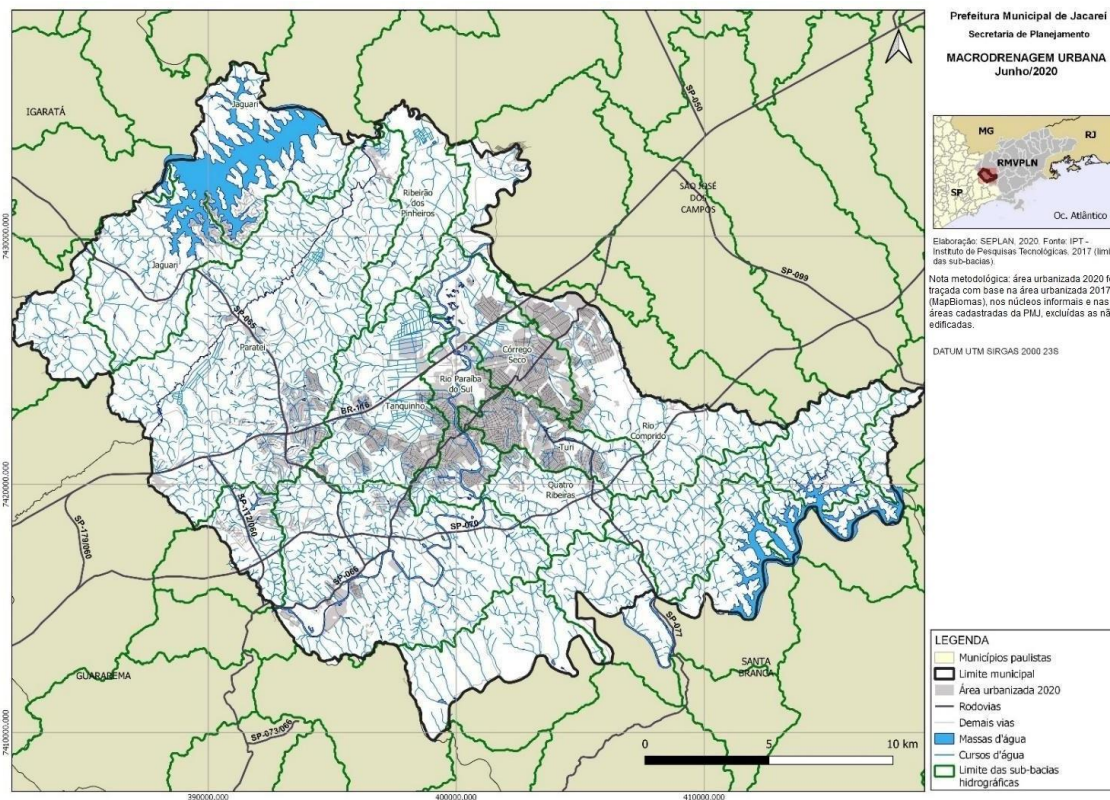 Prefeitura Municipal de Jacareí
Secretaria de Planejamento
MACRODRENAGEM URBANA
Junho/2020
MG
RJ
RMVPLN
SP
Oc. Atlântico
Elaboração: SEPLAN, 2020. Fonte: IPT -
Instituto de Pesquisas Tecnológicas, 2017 (limi
das sub-bacias)
Nota metodológica: área urbanizada 2020 fo
traçada com base na área urbanizada 2017
(MapBiomas), nos núcleos informais e nas
áreas cadastradas da PMJ, excluídas as nã
edificadas.
DATUM UTM SIRGAS 2000 23S
IGARATÁ
Jaguari
SP-050
Ribeirão
dos
Pinheiros
SÃO JOSÉ
DOS
CAMPOS
7430000.000
Jaguari
SP-099
SP-065
Parateí
Córrego
Seco
Rio Paraíba
do Sul
BR-116
Tanquinho
Rio
Comprido
Turi
Quatro
Ribeiras
7420000.000
SP-172/060
SP-070
SP-179/060
SP-066
SP-077
GUARAREMA
SANTA
BRANCA
SP-073/066
7410000.000
0
5
10 km
390000.000
400000.000
410000.000
LEGENDA
Municípios paulistas
Limite municipal
Área urbanizada 2020
Rodovias
Demais vias
Massas d'água
Cursos d'água
Limite das sub-bacias
hidrográficas